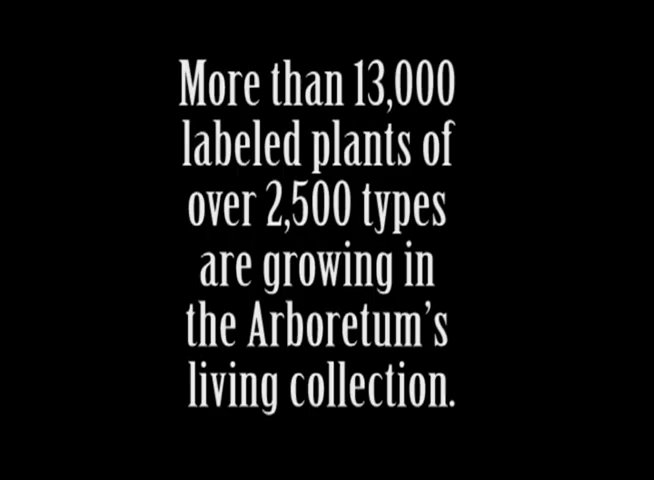 More than 13,000
labeled plants of
over 2,500 types
are growing in
the Arboretum’s
living collection.